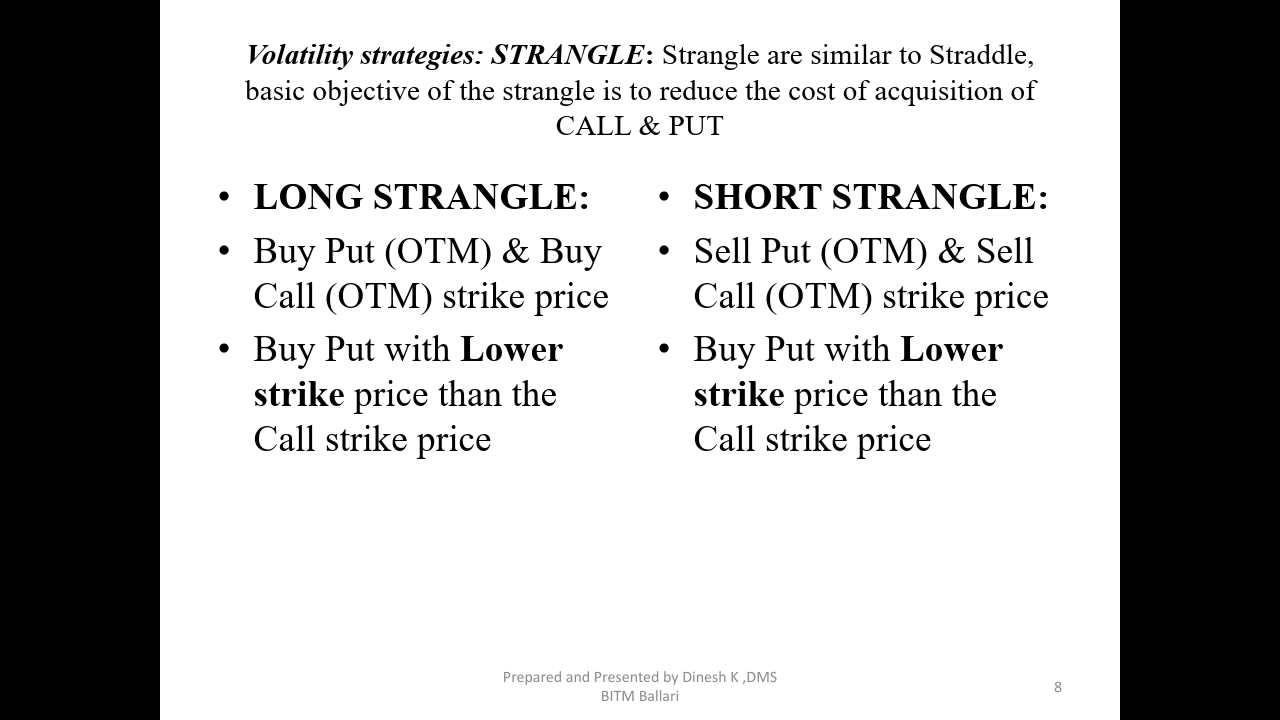 Volatility strategies: STRANGLE: Strangle are similar to Straddle,
basic objective of the strangle is to reduce the cost of acquisition of
CALL & PUT
• LONG STRANGLE:
• Buy Put (OTM) & Buy
Call (OTM) strike price
• Buy Put with Lower
strike price than the
Call strike price
• SHORT STRANGLE:
• Sell Put (OTM) & Sell
Call (OTM) strike price
• Buy Put with Lower
strike price than the
Call strike price
Prepared and Presented by Dinesh K ,DMS
BITM Ballari
8